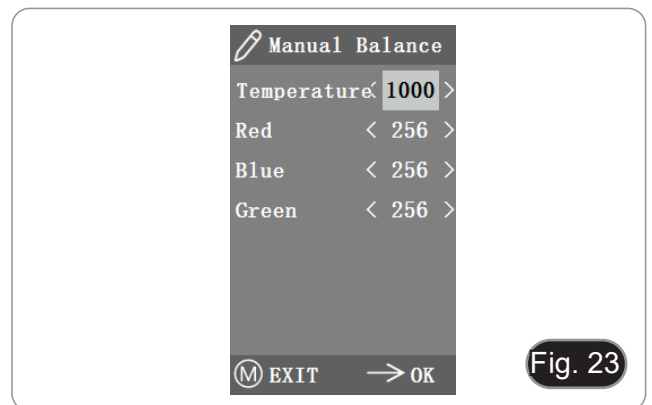 Manual Balance
Temperature < 1000 >
Red < 256 >
Blue < 256 >
Green < 256 >
M EXIT → OK
Fig. 23